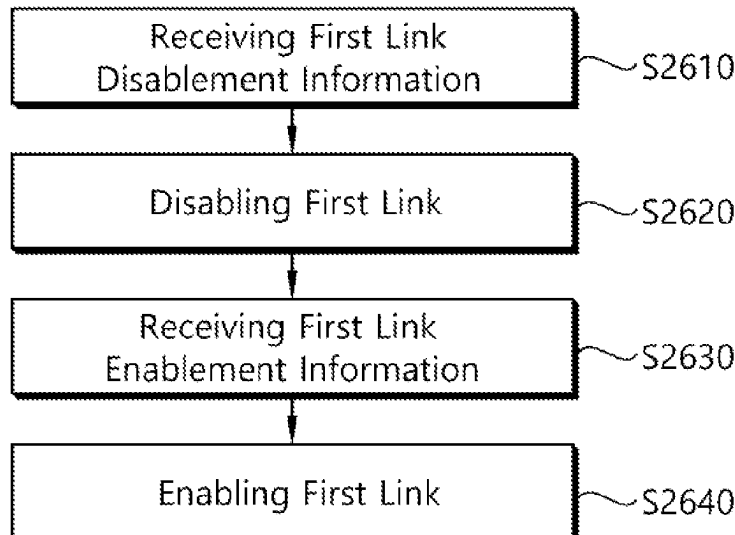 Receiving First Link
Disablement Information
S2610
Disabling First Link
S2620
Receiving First Link
Enablement Information
S2630
Enabling First Link
S2640